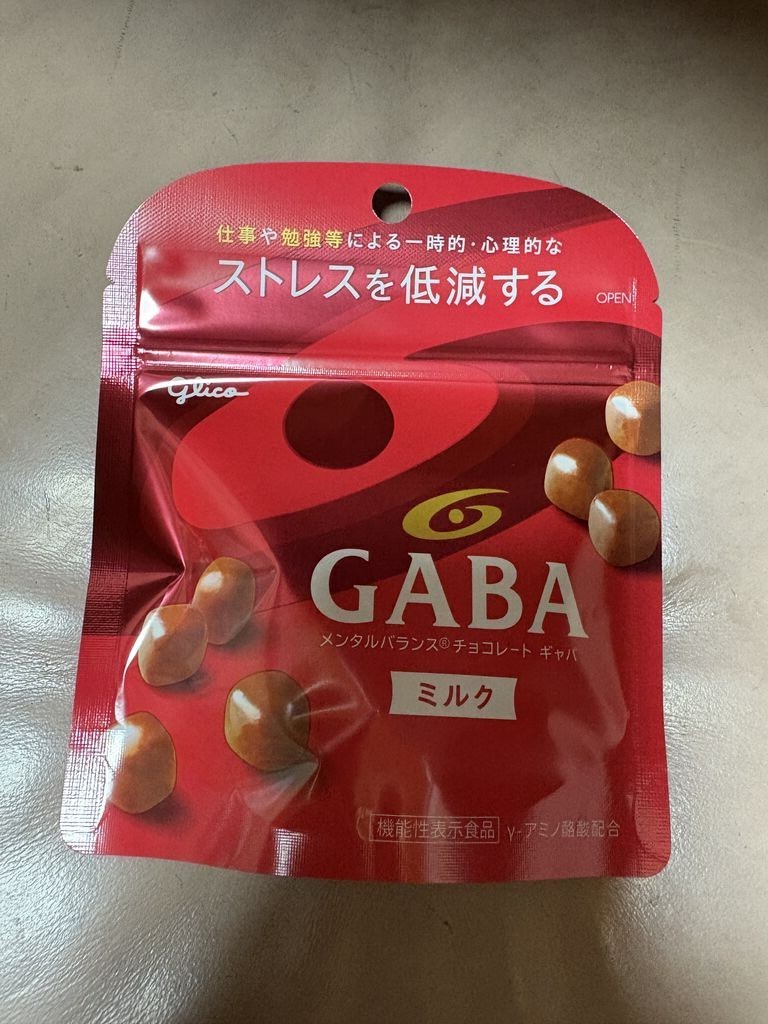 仕事や勉強等による一時的・心理的な
ストレスを低減する
OPEN
Glico
GABA
メンタルバランス®チョコレート ギャバ
ミルク
機能性表示食品 γ-アミノ酪酸配合